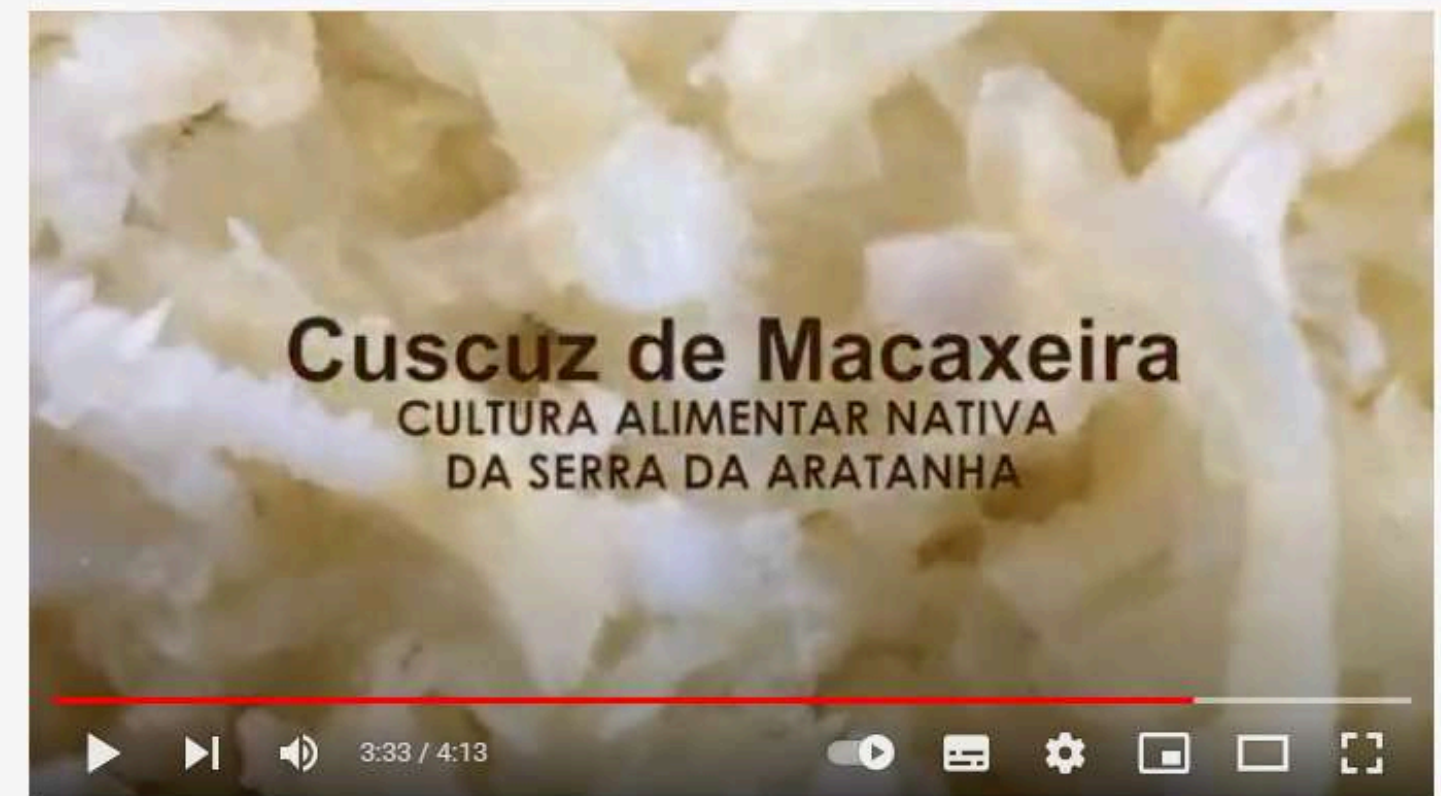 Cuscuz de Macaxeira
CULTURA ALIMENTAR NATIVA
DA SERRA DA ARATANHA
3:33 / 4:13